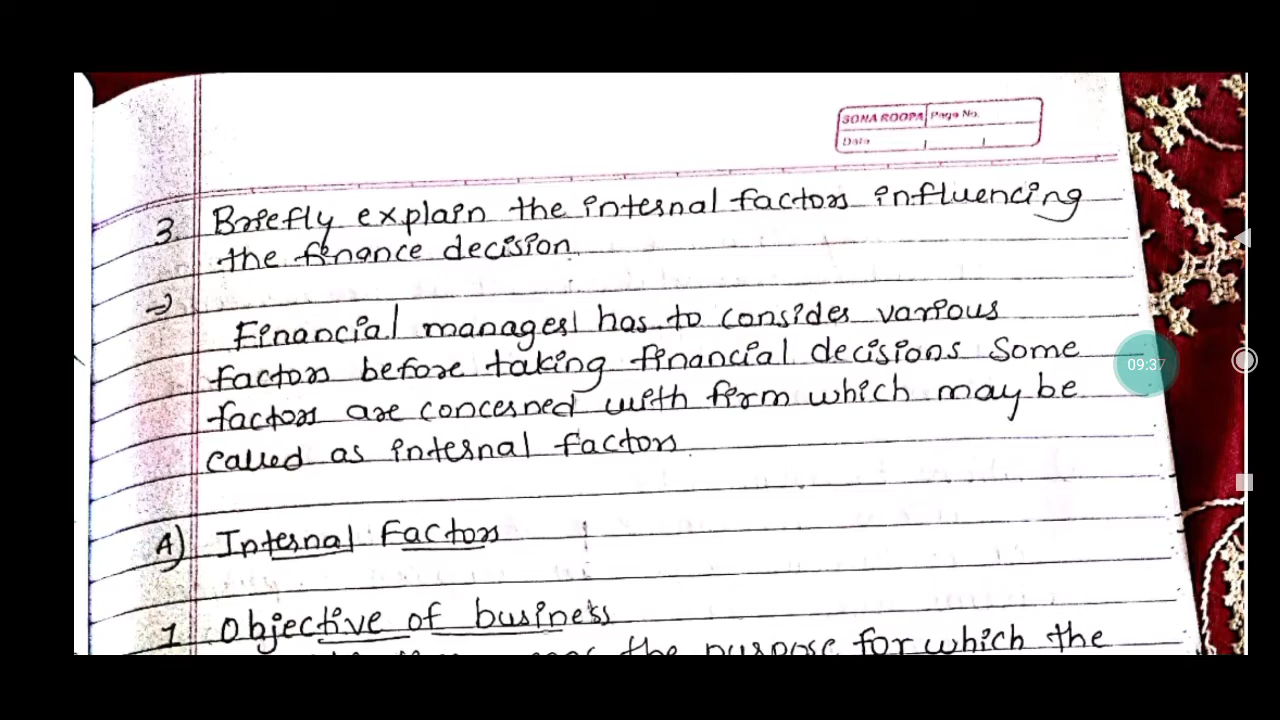 SONA ROOPA Page No.
Date
3 Briefly explain the internal factors influencing
the finance decision.
→
Financial manager has to consider various
factors before taking financial decisions Some
factors are concerned with firm which may be
called as internal factors.
A) Internal Factors
1 Objective of business
the purpose for which the
09:37